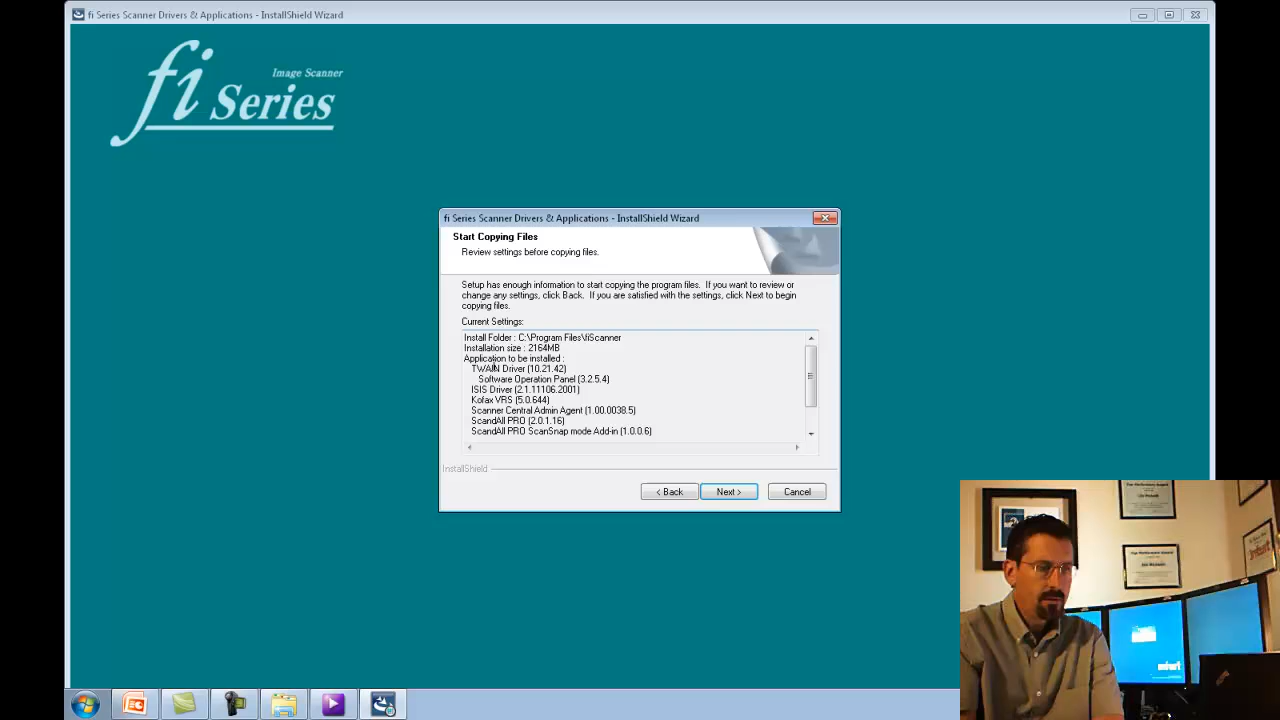 fi Series Scanner Drivers & Applications - InstallShield Wizard
Image Scanner
fi Series
fi Series Scanner Drivers & Applications - InstallShield Wizard
Start Copying Files
Review settings before copying files.
Setup has enough information to start copying the program files. If you want to review or
change any settings, click Back. If you are satisfied with the settings, click Next to begin
copying files.
Current Settings:
Install Folder : C:\Program Files\fiScanner
Installation size : 2164MB
Application to be installed :
TWAIN Driver (10.21.42)
Software Operation Panel (3.2.5.4)
ISIS Driver (2.1.11106.2001)
Kofax VRS (5.0.644)
Scanner Central Admin Agent (1.00.0038.5)
ScandAll PRO (2.0.1.16)
ScandAll PRO ScanSnap mode Add-in (1.0.0.6)
InstallShield
< Back
Next >
Cancel
intuit